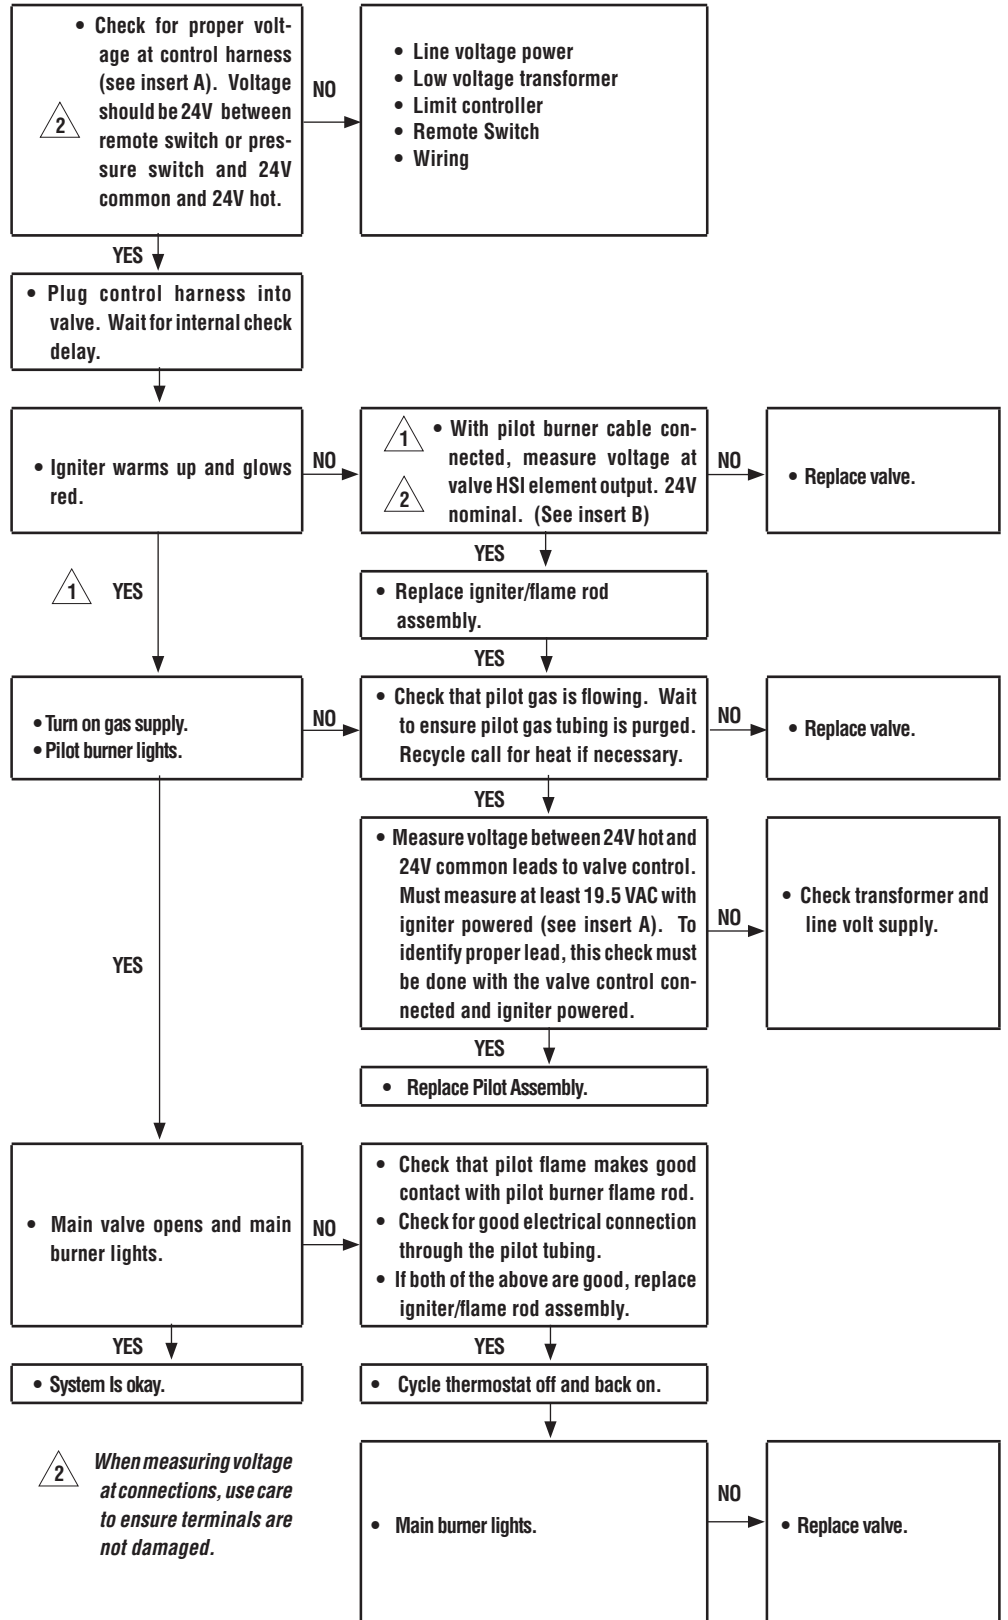 • Check for proper volt-
age at control harness
(see insert A). Voltage
should be 24V between
remote switch or pres-
sure switch and 24V
common and 24V hot.
2
NO
• Line voltage power
• Low voltage transformer
• Limit controller
• Remote Switch
• Wiring
YES
• Plug control harness into
valve. Wait for internal check
delay.
• Igniter warms up and glows
red.
NO
1
2
• With pilot burner cable con-
nected, measure voltage at
valve HSI element output. 24V
nominal. (See insert B)
NO
• Replace valve.
YES
• Replace igniter/flame rod
assembly.
1
YES
YES
• Turn on gas supply.
• Pilot burner lights.
NO
• Check that pilot gas is flowing. Wait
to ensure pilot gas tubing is purged.
Recycle call for heat if necessary.
NO
• Replace valve.
YES
• Measure voltage between 24V hot and
24V common leads to valve control.
Must measure at least 19.5 VAC with
igniter powered (see insert A). To
identify proper lead, this check must
be done with the valve control con-
nected and igniter powered.
NO
• Check transformer and
line volt supply.
YES
YES
• Replace Pilot Assembly.
• Main valve opens and main
burner lights.
NO
• Check that pilot flame makes good
contact with pilot burner flame rod.
• Check for good electrical connection
through the pilot tubing.
• If both of the above are good, replace
igniter/flame rod assembly.
YES
YES
• System Is okay.
• Cycle thermostat off and back on.
2
When measuring voltage
at connections, use care
to ensure terminals are
not damaged.
• Main burner lights.
NO
• Replace valve.